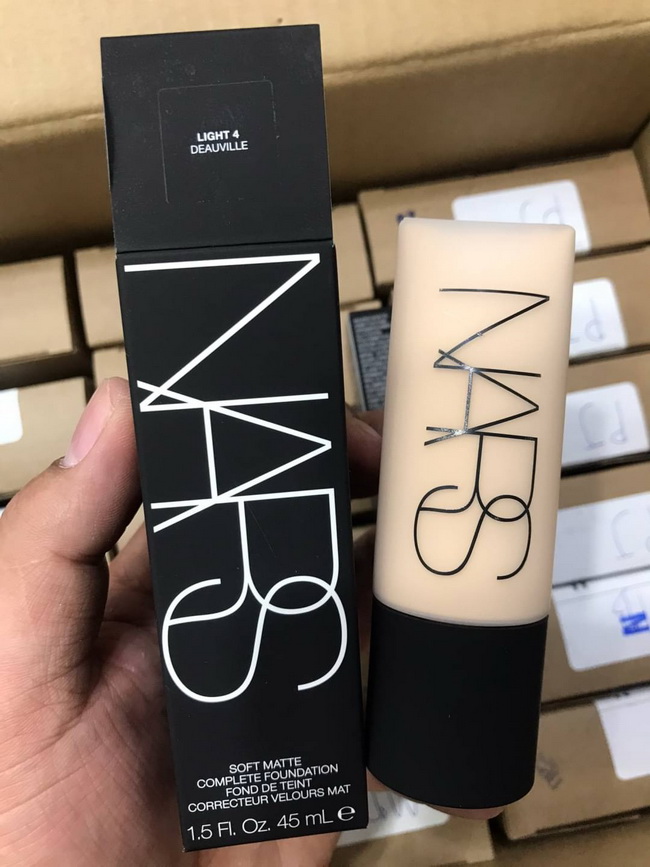 LIGHT 4
DEAUVILLE
NARS
SOFT MATTE
COMPLETE FOUNDATION
FOND DE TEINT
CORRECTEUR VELOURS MAT
1.5 Fl. Oz. 45 mL e
NARS